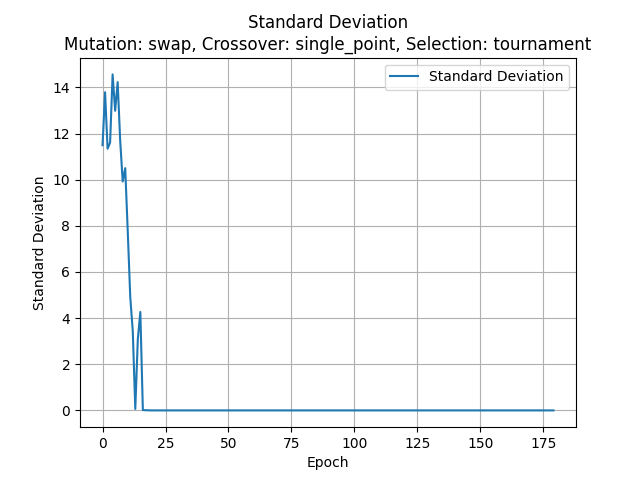 Standard Deviation
Mutation: swap, Crossover: single_point, Selection: tournament
Standard Deviation
14
12
10
8
6
4
2
0
Standard Deviation
0 25 50 75 100 125 150 175
Epoch